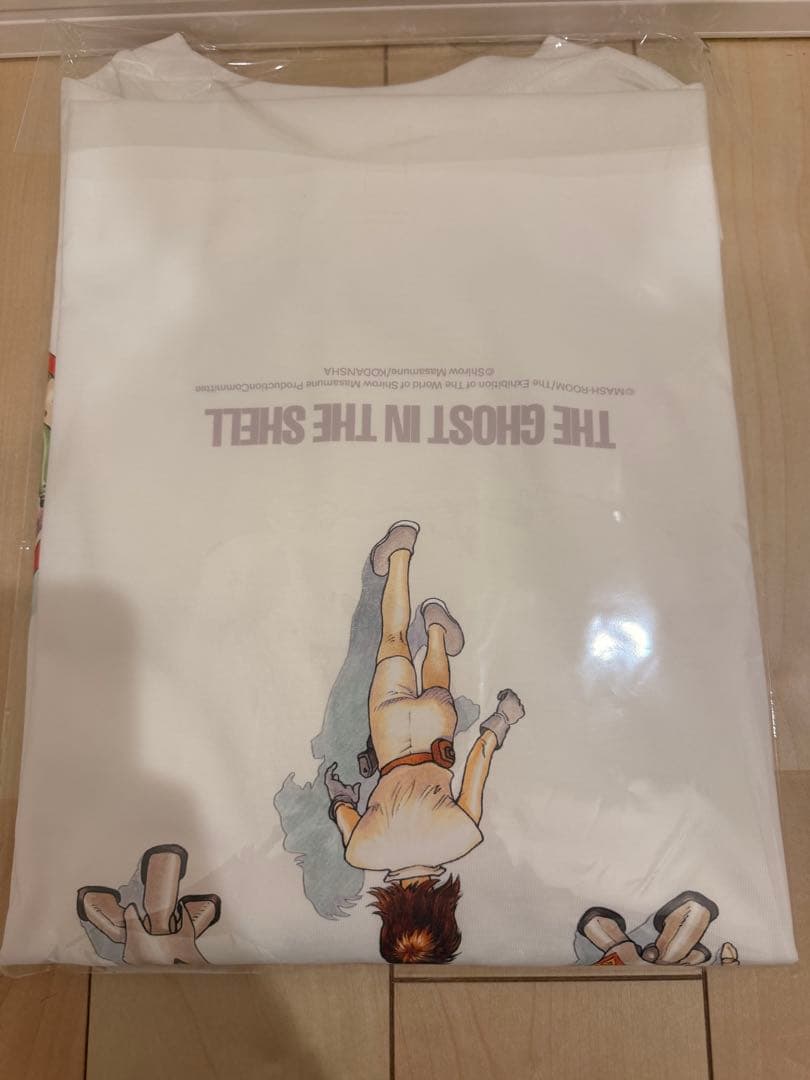 THE GHOST IN THE SHELL
©MASH-ROOM/The Exhibition of The World of Shirow Masamune ProductionCommittee
©Shirow Masamune/KODANSHA